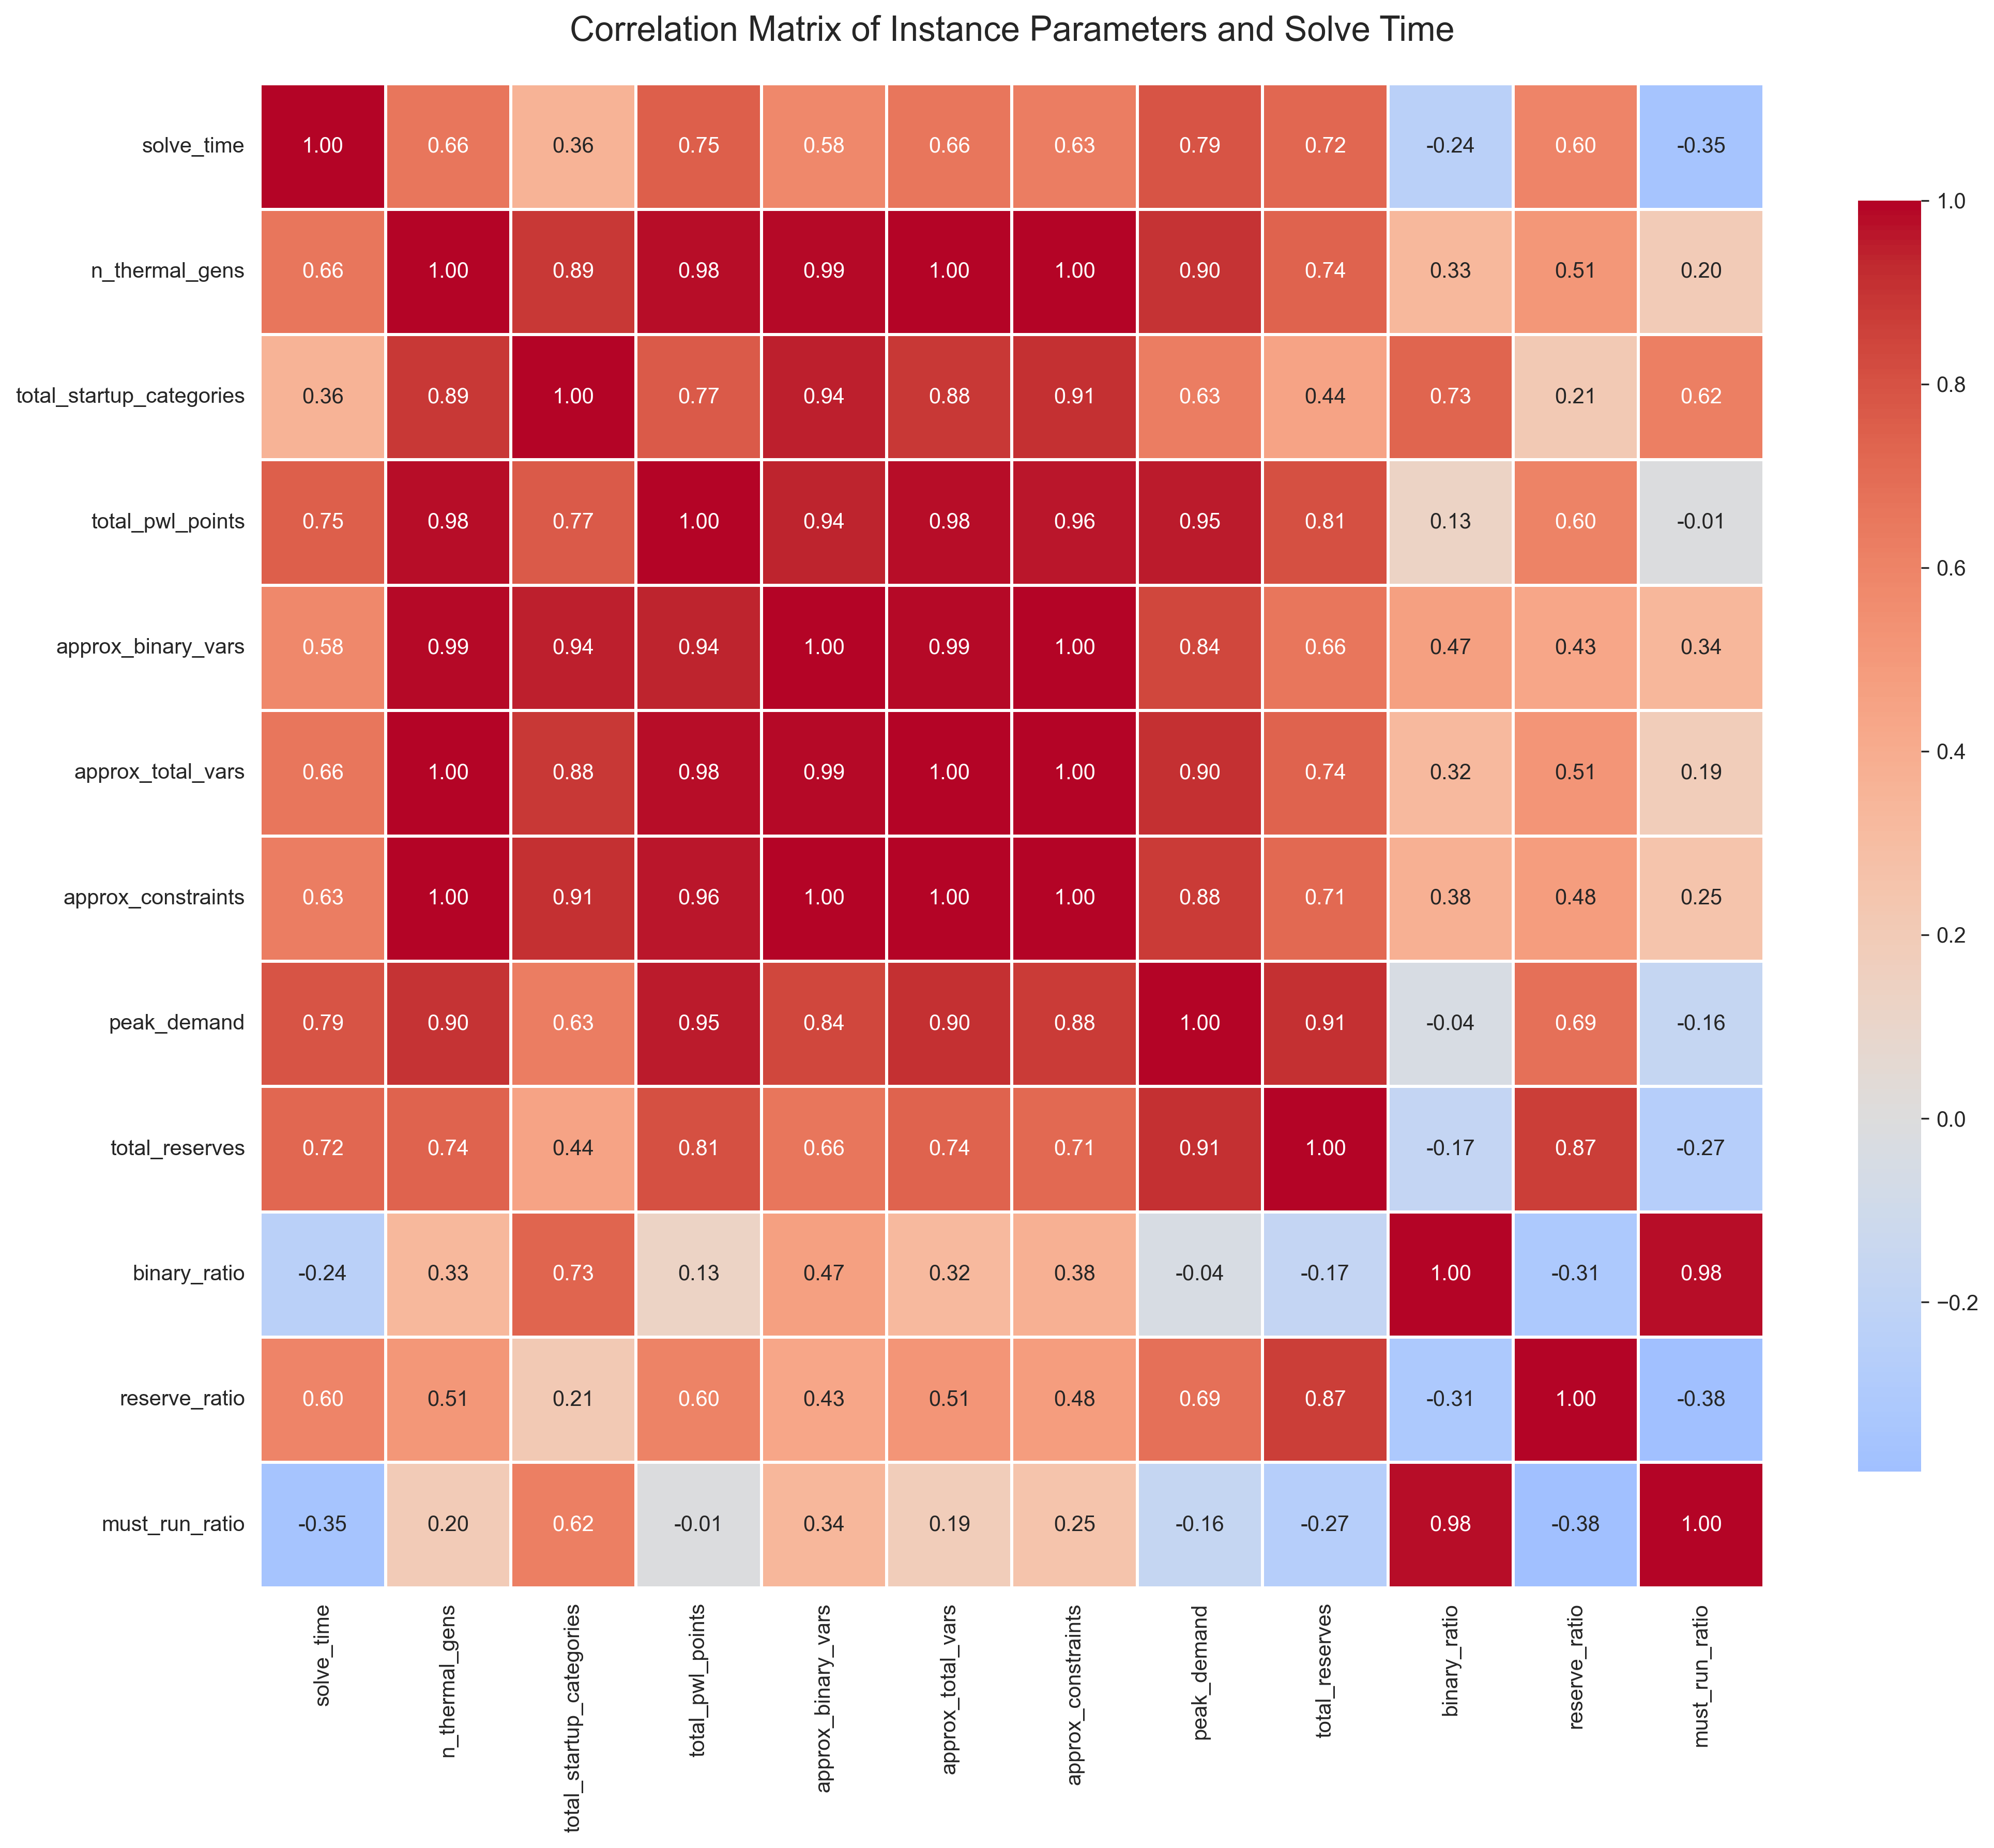 Correlation Matrix of Instance Parameters and Solve Time
solve_time 1.00 0.66 0.36 0.75 0.58 0.66 0.63 0.79 0.72 -0.24 0.60 -0.35
n_thermal_gens 0.66 1.00 0.89 0.98 0.99 1.00 1.00 0.90 0.74 0.33 0.51 0.20
total_startup_categories 0.36 0.89 1.00 0.77 0.94 0.88 0.91 0.63 0.44 0.73 0.21 0.62
total_pwl_points 0.75 0.98 0.77 1.00 0.94 0.98 0.96 0.95 0.81 0.13 0.60 -0.01
approx_binary_vars 0.58 0.99 0.94 0.94 1.00 0.99 1.00 0.84 0.66 0.47 0.43 0.34
approx_total_vars 0.66 1.00 0.88 0.98 0.99 1.00 1.00 0.90 0.74 0.32 0.51 0.19
approx_constraints 0.63 1.00 0.91 0.96 1.00 1.00 1.00 0.88 0.71 0.38 0.48 0.25
peak_demand 0.79 0.90 0.63 0.95 0.84 0.90 0.88 1.00 0.91 -0.04 0.69 -0.16
total_reserves 0.72 0.74 0.44 0.81 0.66 0.74 0.71 0.91 1.00 -0.17 0.87 -0.27
binary_ratio -0.24 0.33 0.73 0.13 0.47 0.32 0.38 -0.04 -0.17 1.00 -0.31 0.98
reserve_ratio 0.60 0.51 0.21 0.60 0.43 0.51 0.48 0.69 0.87 -0.31 1.00 -0.38
must_run_ratio -0.35 0.20 0.62 -0.01 0.34 0.19 0.25 -0.16 -0.27 0.98 -0.38 1.00
solve_time
n_thermal_gens
total_startup_categories
total_pwl_points
approx_binary_vars
approx_total_vars
approx_constraints
peak_demand
total_reserves
binary_ratio
reserve_ratio
must_run_ratio
1.0
0.8
0.6
0.4
0.2
0.0
−0.2